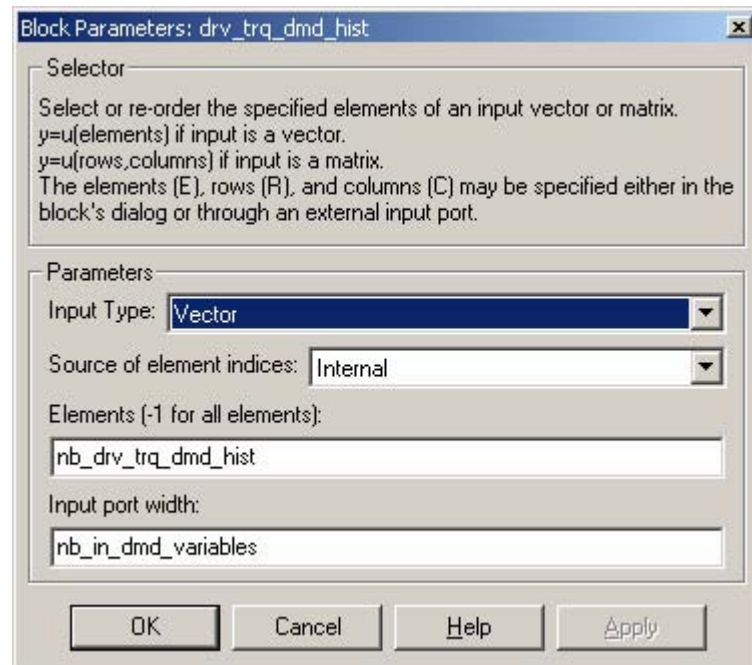 Block Parameters: drv_trq_dmd_hist
Selector
Select or re-order the specified elements of an input vector or matrix.
y=u(elements) if input is a vector.
y=u(rows,columns) if input is a matrix.
The elements (E), rows (R), and columns (C) may be specified either in the
block's dialog or through an external input port.
Parameters
Input Type: Vector
Source of element indices: Internal
Elements (-1 for all elements):
nb_drv_trq_dmd_hist
Input port width:
nb_in_dmd_variables
OK Cancel Help Apply